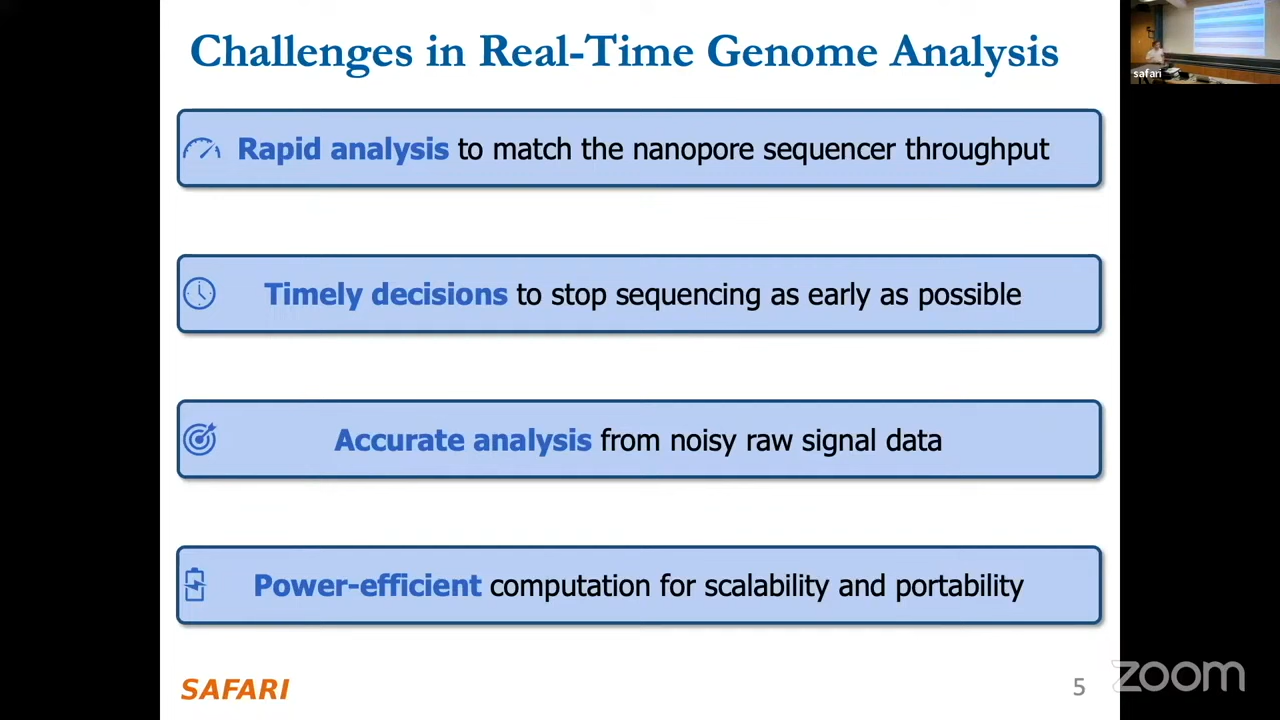 Challenges in Real-Time Genome Analysis
safari
Rapid analysis to match the nanopore sequencer throughput
Timely decisions to stop sequencing as early as possible
Accurate analysis from noisy raw signal data
Power-efficient computation for scalability and portability
SAFARI
5
zoom